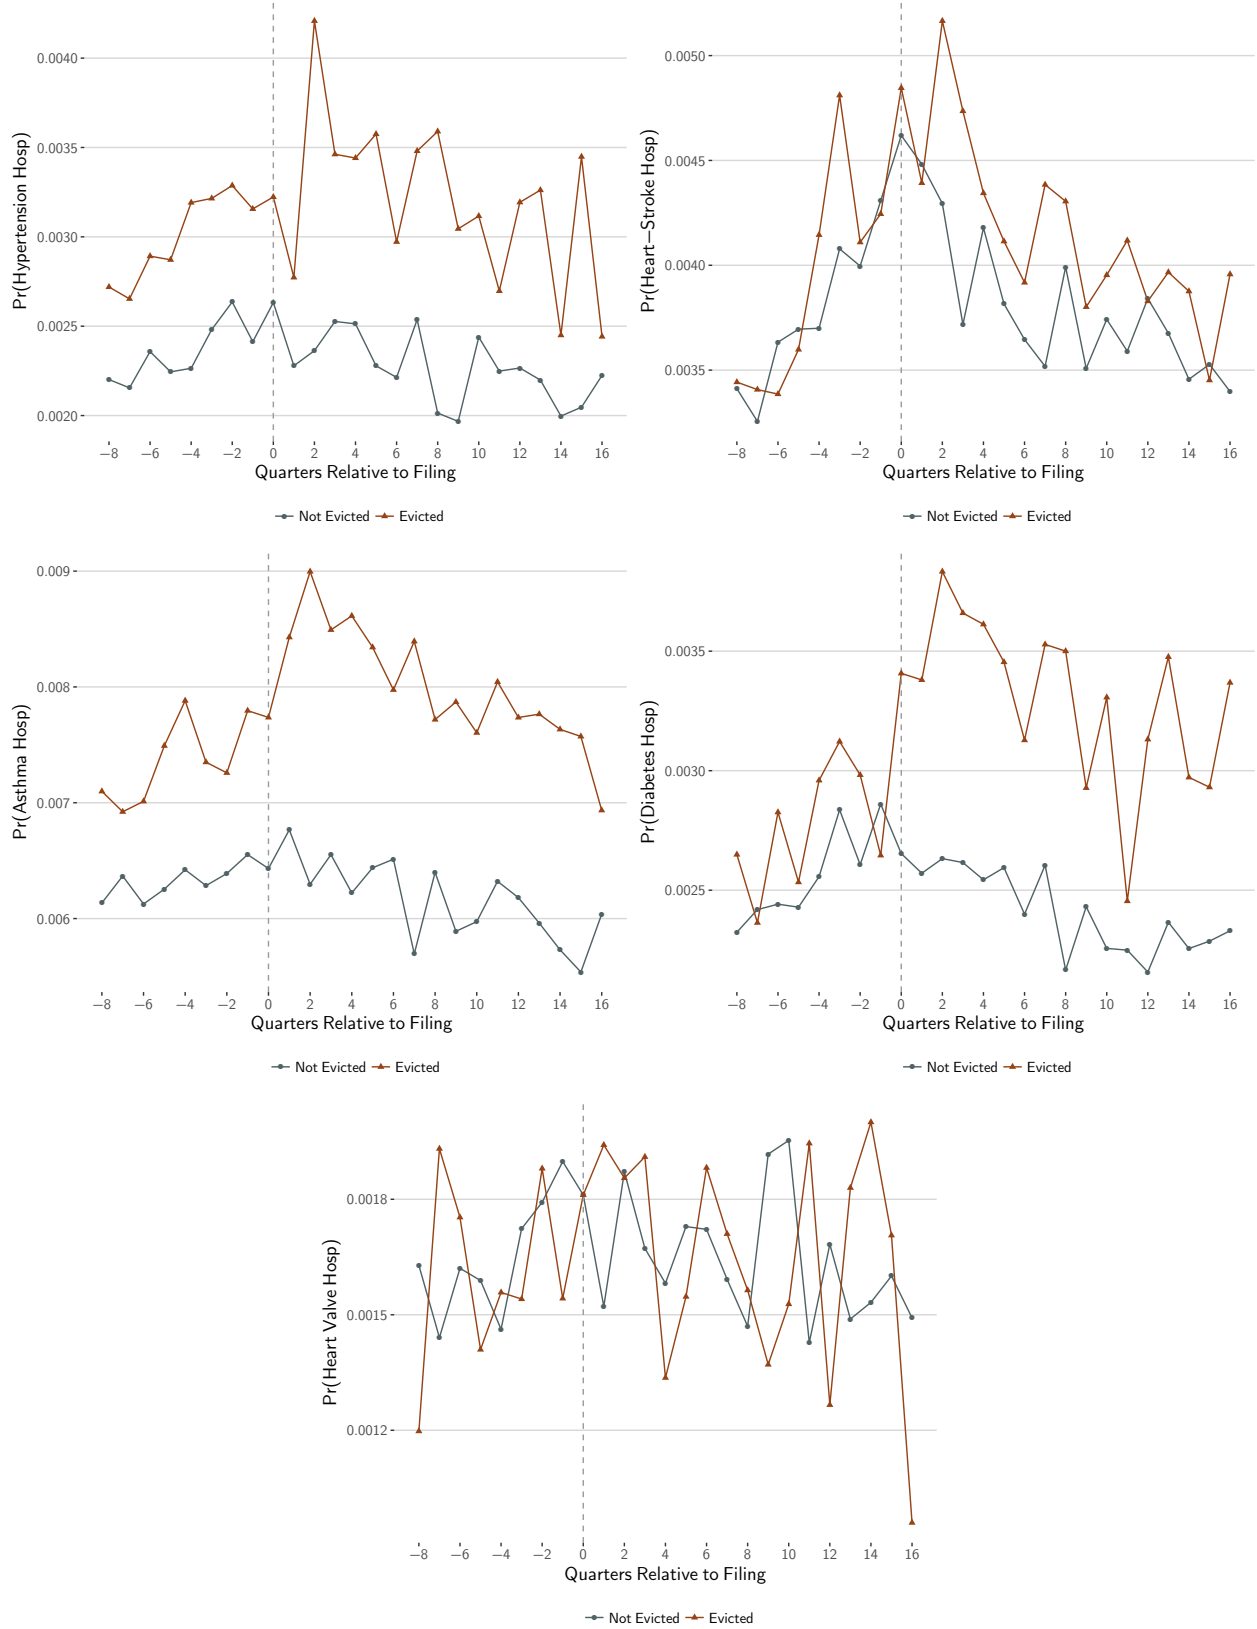 Pr(Hypertension Hosp)
0.0040
0.0035
0.0030
0.0025
0.0020
−8 −6 −4 −2 0 2 4 6 8 10 12 14 16
Quarters Relative to Filing
Not Evicted Evicted
Pr(Heart−Stroke Hosp)
0.0050
0.0045
0.0040
0.0035
−8 −6 −4 −2 0 2 4 6 8 10 12 14 16
Quarters Relative to Filing
Not Evicted Evicted
Pr(Asthma Hosp)
0.009
0.008
0.007
0.006
−8 −6 −4 −2 0 2 4 6 8 10 12 14 16
Quarters Relative to Filing
Not Evicted Evicted
Pr(Diabetes Hosp)
0.0035
0.0030
0.0025
−8 −6 −4 −2 0 2 4 6 8 10 12 14 16
Quarters Relative to Filing
Not Evicted Evicted
Pr(Heart Valve Hosp)
0.0018
0.0015
0.0012
−8 −6 −4 −2 0 2 4 6 8 10 12 14 16
Quarters Relative to Filing
Not Evicted Evicted